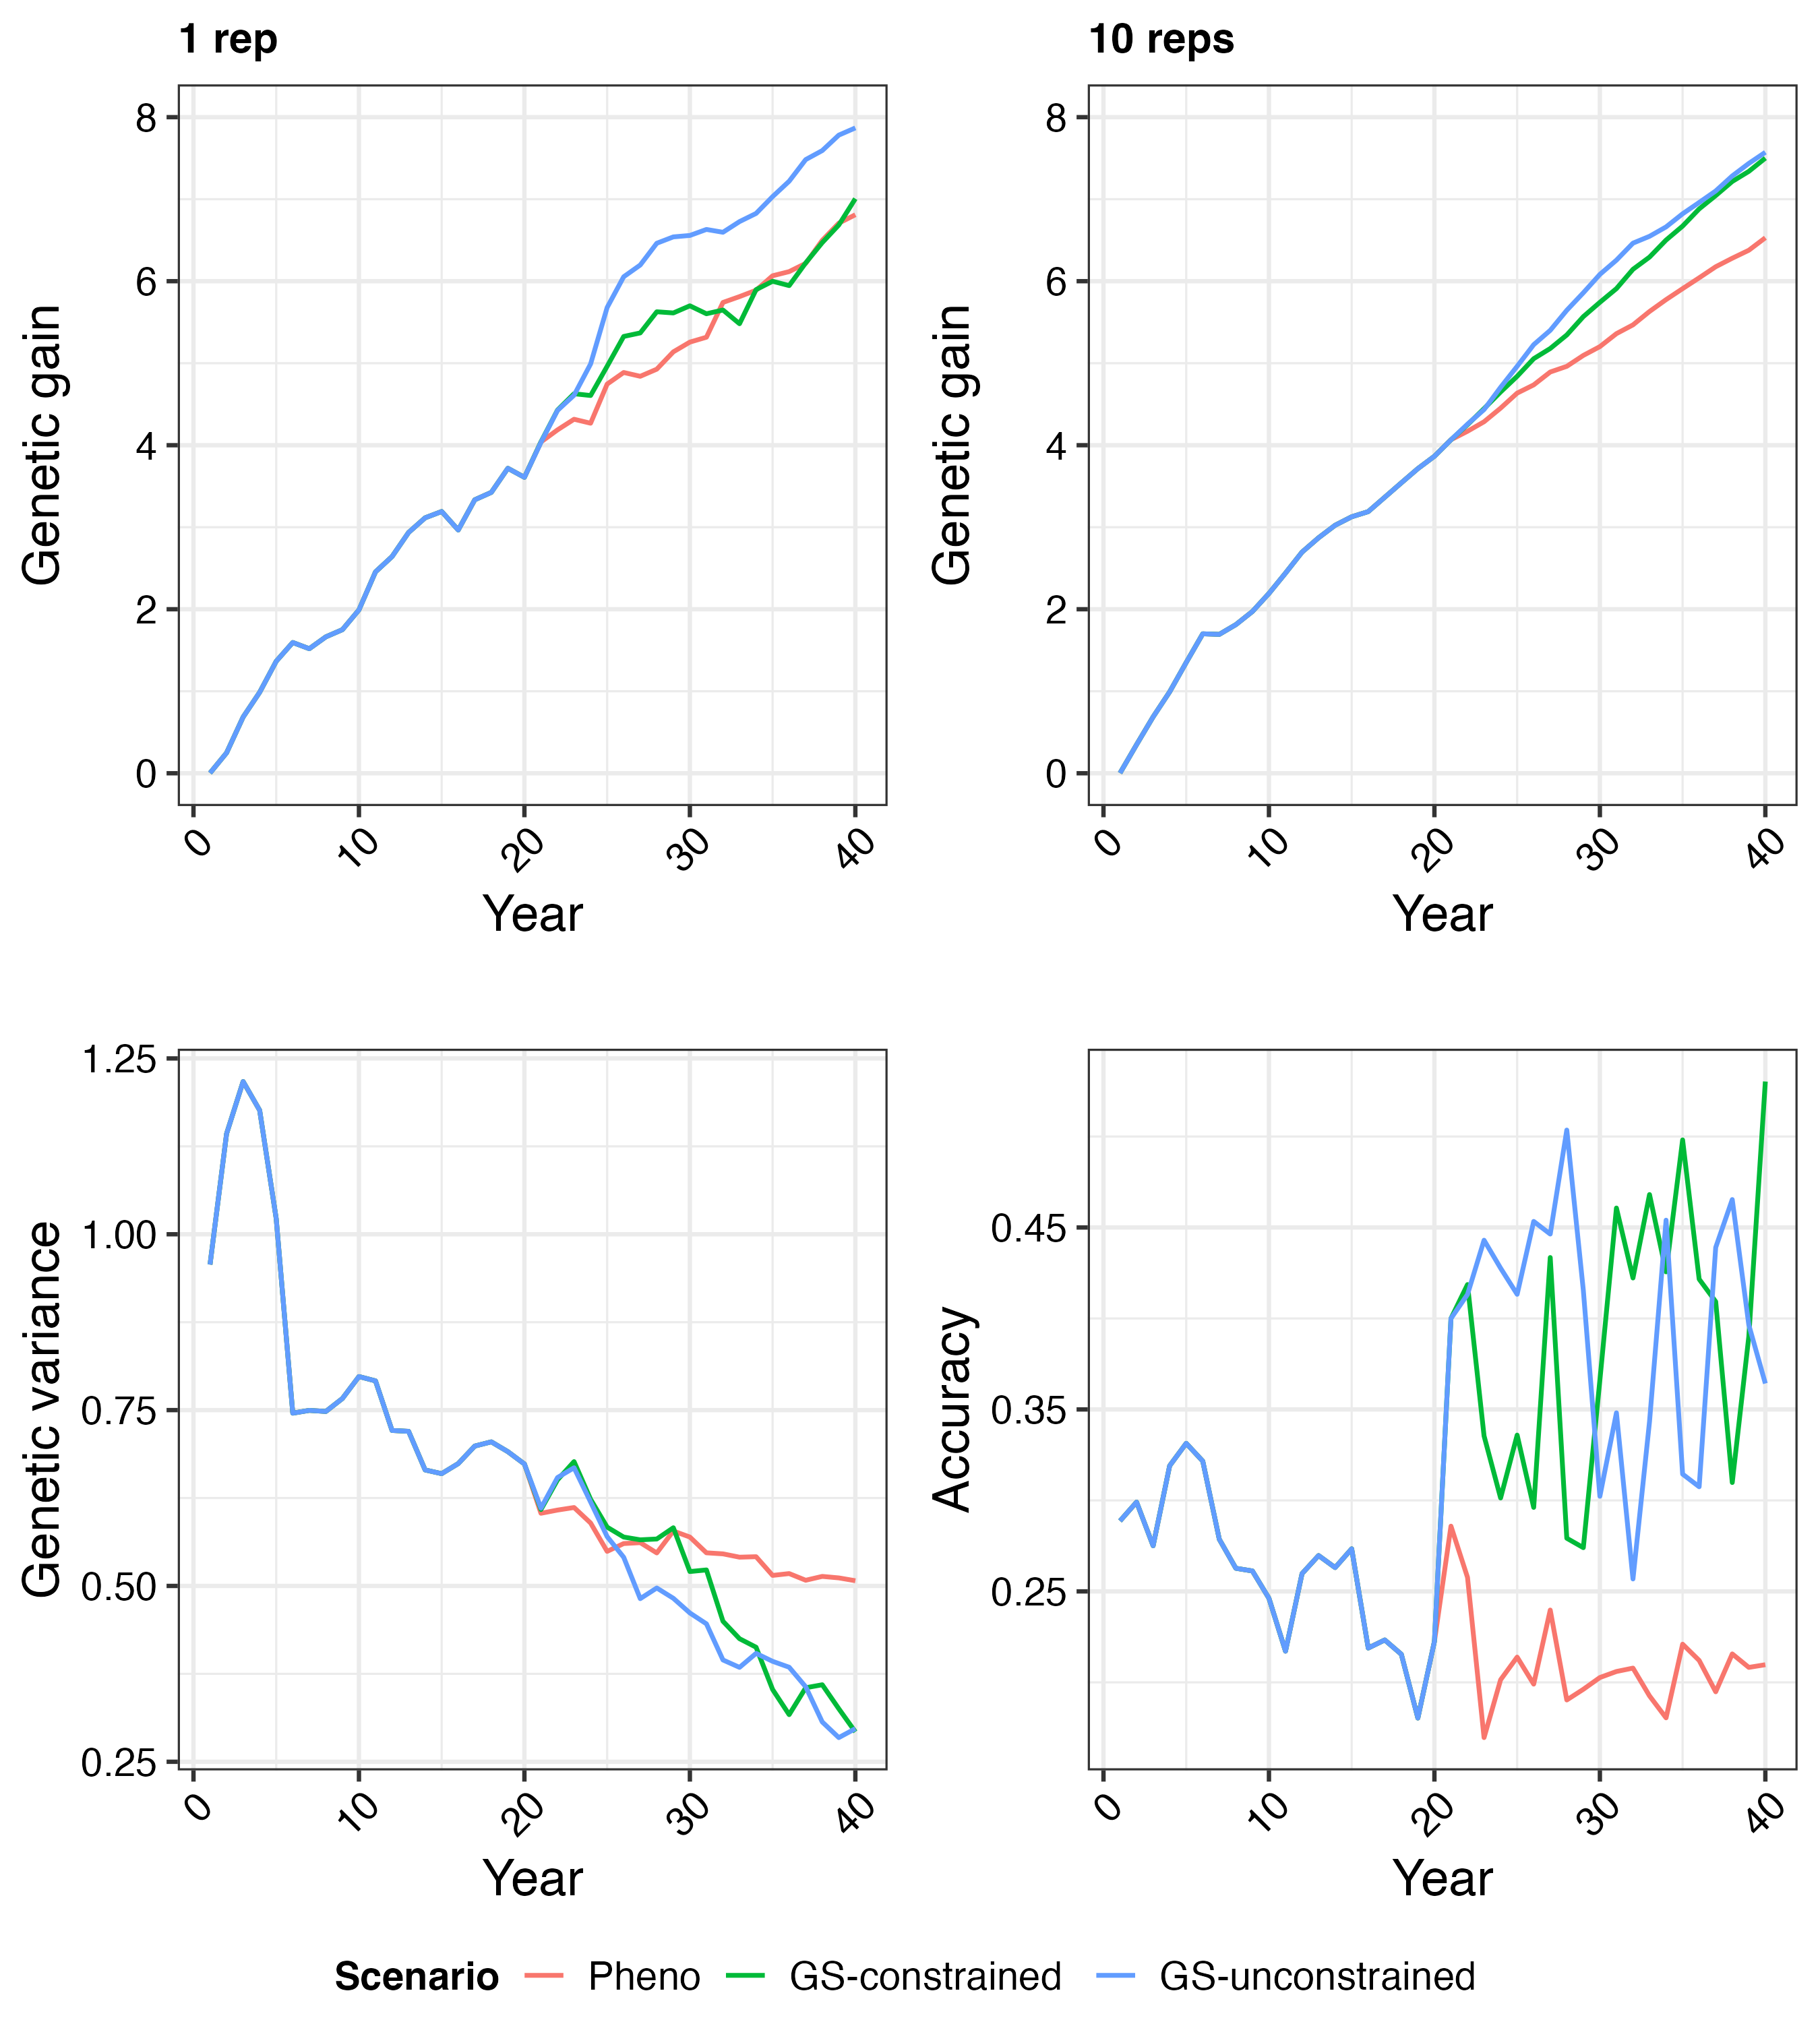 1 rep
10 reps
Genetic gain
8
6
4
2
0
0 10 20 30 40
Year
Genetic gain
8
6
4
2
0
0 10 20 30 40
Year
Genetic variance
1.25
1.00
0.75
0.50
0.25
0 10 20 30 40
Year
Accuracy
0.45
0.35
0.25
0 10 20 30 40
Year
Scenario Pheno GS-constrained GS-unconstrained